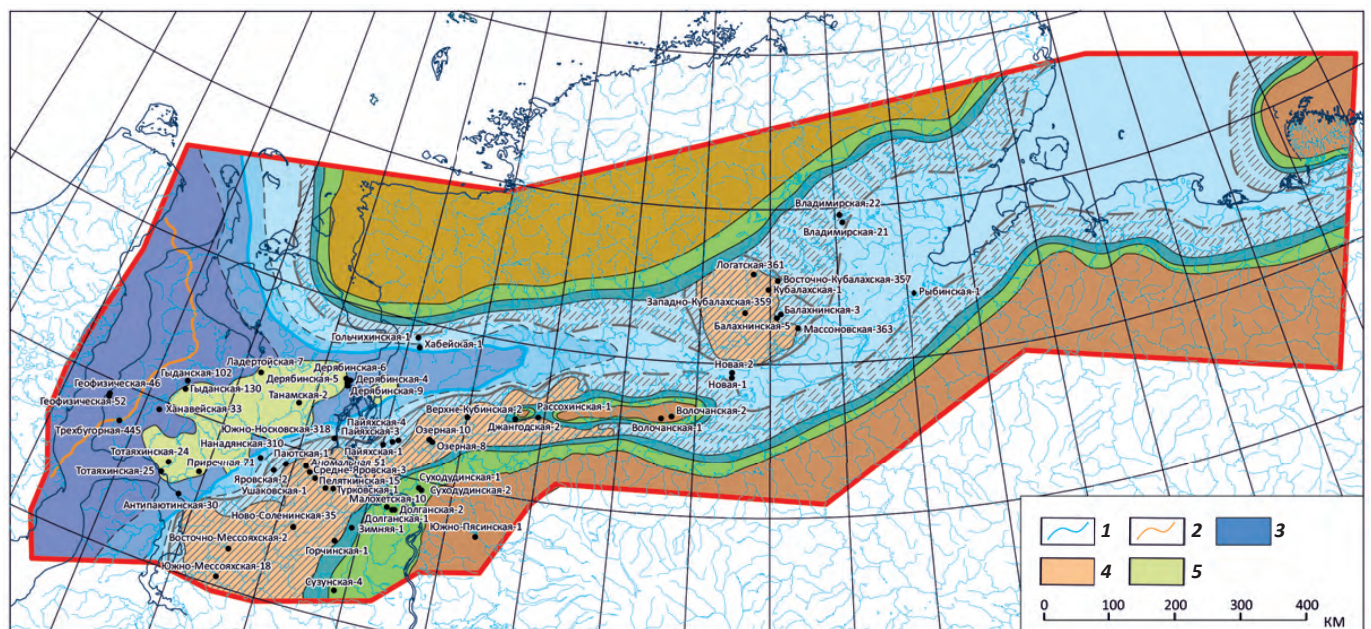 Владимирская-22
Владимирская-21
Логатская-361
Восточно-Кубалахская-357
Кубалахская-1
Западно-Кубалахская-359
Рыбинская-1
Балахнинская-3
Балахнинская-5
Массоновская-363
Гольчихинская-1
Хабейская-1
Новая-2
Новая-1
Ладертойская-7
Дерябинская-6
Гыданская-102
Дерябинская-5
Дерябинская-4
Геофизическая-46
Гыданская-130
Дерябинская-9
Танамская-2
Геофизическая-52
Ханавейская-33
Верхне-Кубинская-2
Рассохинская-1
Волочанская-2
Трехбугорная-445
Южно-Носковская-318
Пайяхская-4
Пайяхская-3
Озерная-10
Джангодская-2
Волочанская-1
Нанадянская-310
Пайяхская-1
Озерная-8
Тотаяхинская-24
Паютская-1
Аномальная-51
Тотаяхинская-25
Приречная-71
Средне-Яровская-3
Яровская-2
Пеляткинская-15
Суходудинская-1
Ушаковская-1
Турковская-1
Суходудинская-2
Антипаютинская-30
Малохетская-10
Долганская-2
Ново-Соленинская-35
Долганская-1
Южно-Пясинская-1
Зимняя-1
Восточно-Мессояхская-2
Горчинская-1
Южно-Мессояхская-18
Сузунская-4
1 2 3
4 5
0 100 200 300 400
км